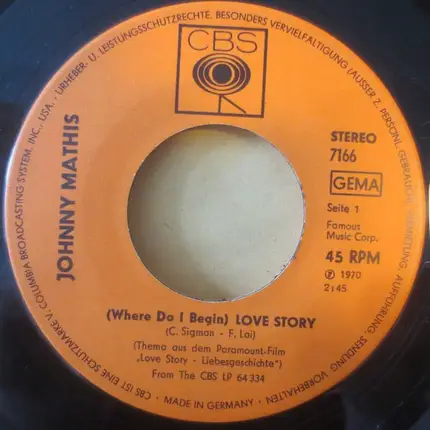 CBS IST EINE SCHUTZMARKE V. COLUMBIA BROADCASTING SYSTEM, INC., USA. · URHEBER- U. LEISTUNGSSCHUTZRECHTE, BESONDERS VERVIELFÄLTIGUNG (AUSSER Z. PERSÖNL. GEBRAUCH), VERMIETUNG, AUFFÜHRUNG, SENDUNG VORBEHALTEN
CBS
JOHNNY MATHIS
STEREO
7166
GEMA
Seite 1
Famous
Music Corp.
45 RPM
℗ 1970
2:45
(Where Do I Begin) LOVE STORY
(C. Sigman - F. Lai)
(Thema aus dem Paramount-Film
„Love Story - Liebesgeschichte")
From The CBS LP 64 334
· MADE IN GERMANY ·